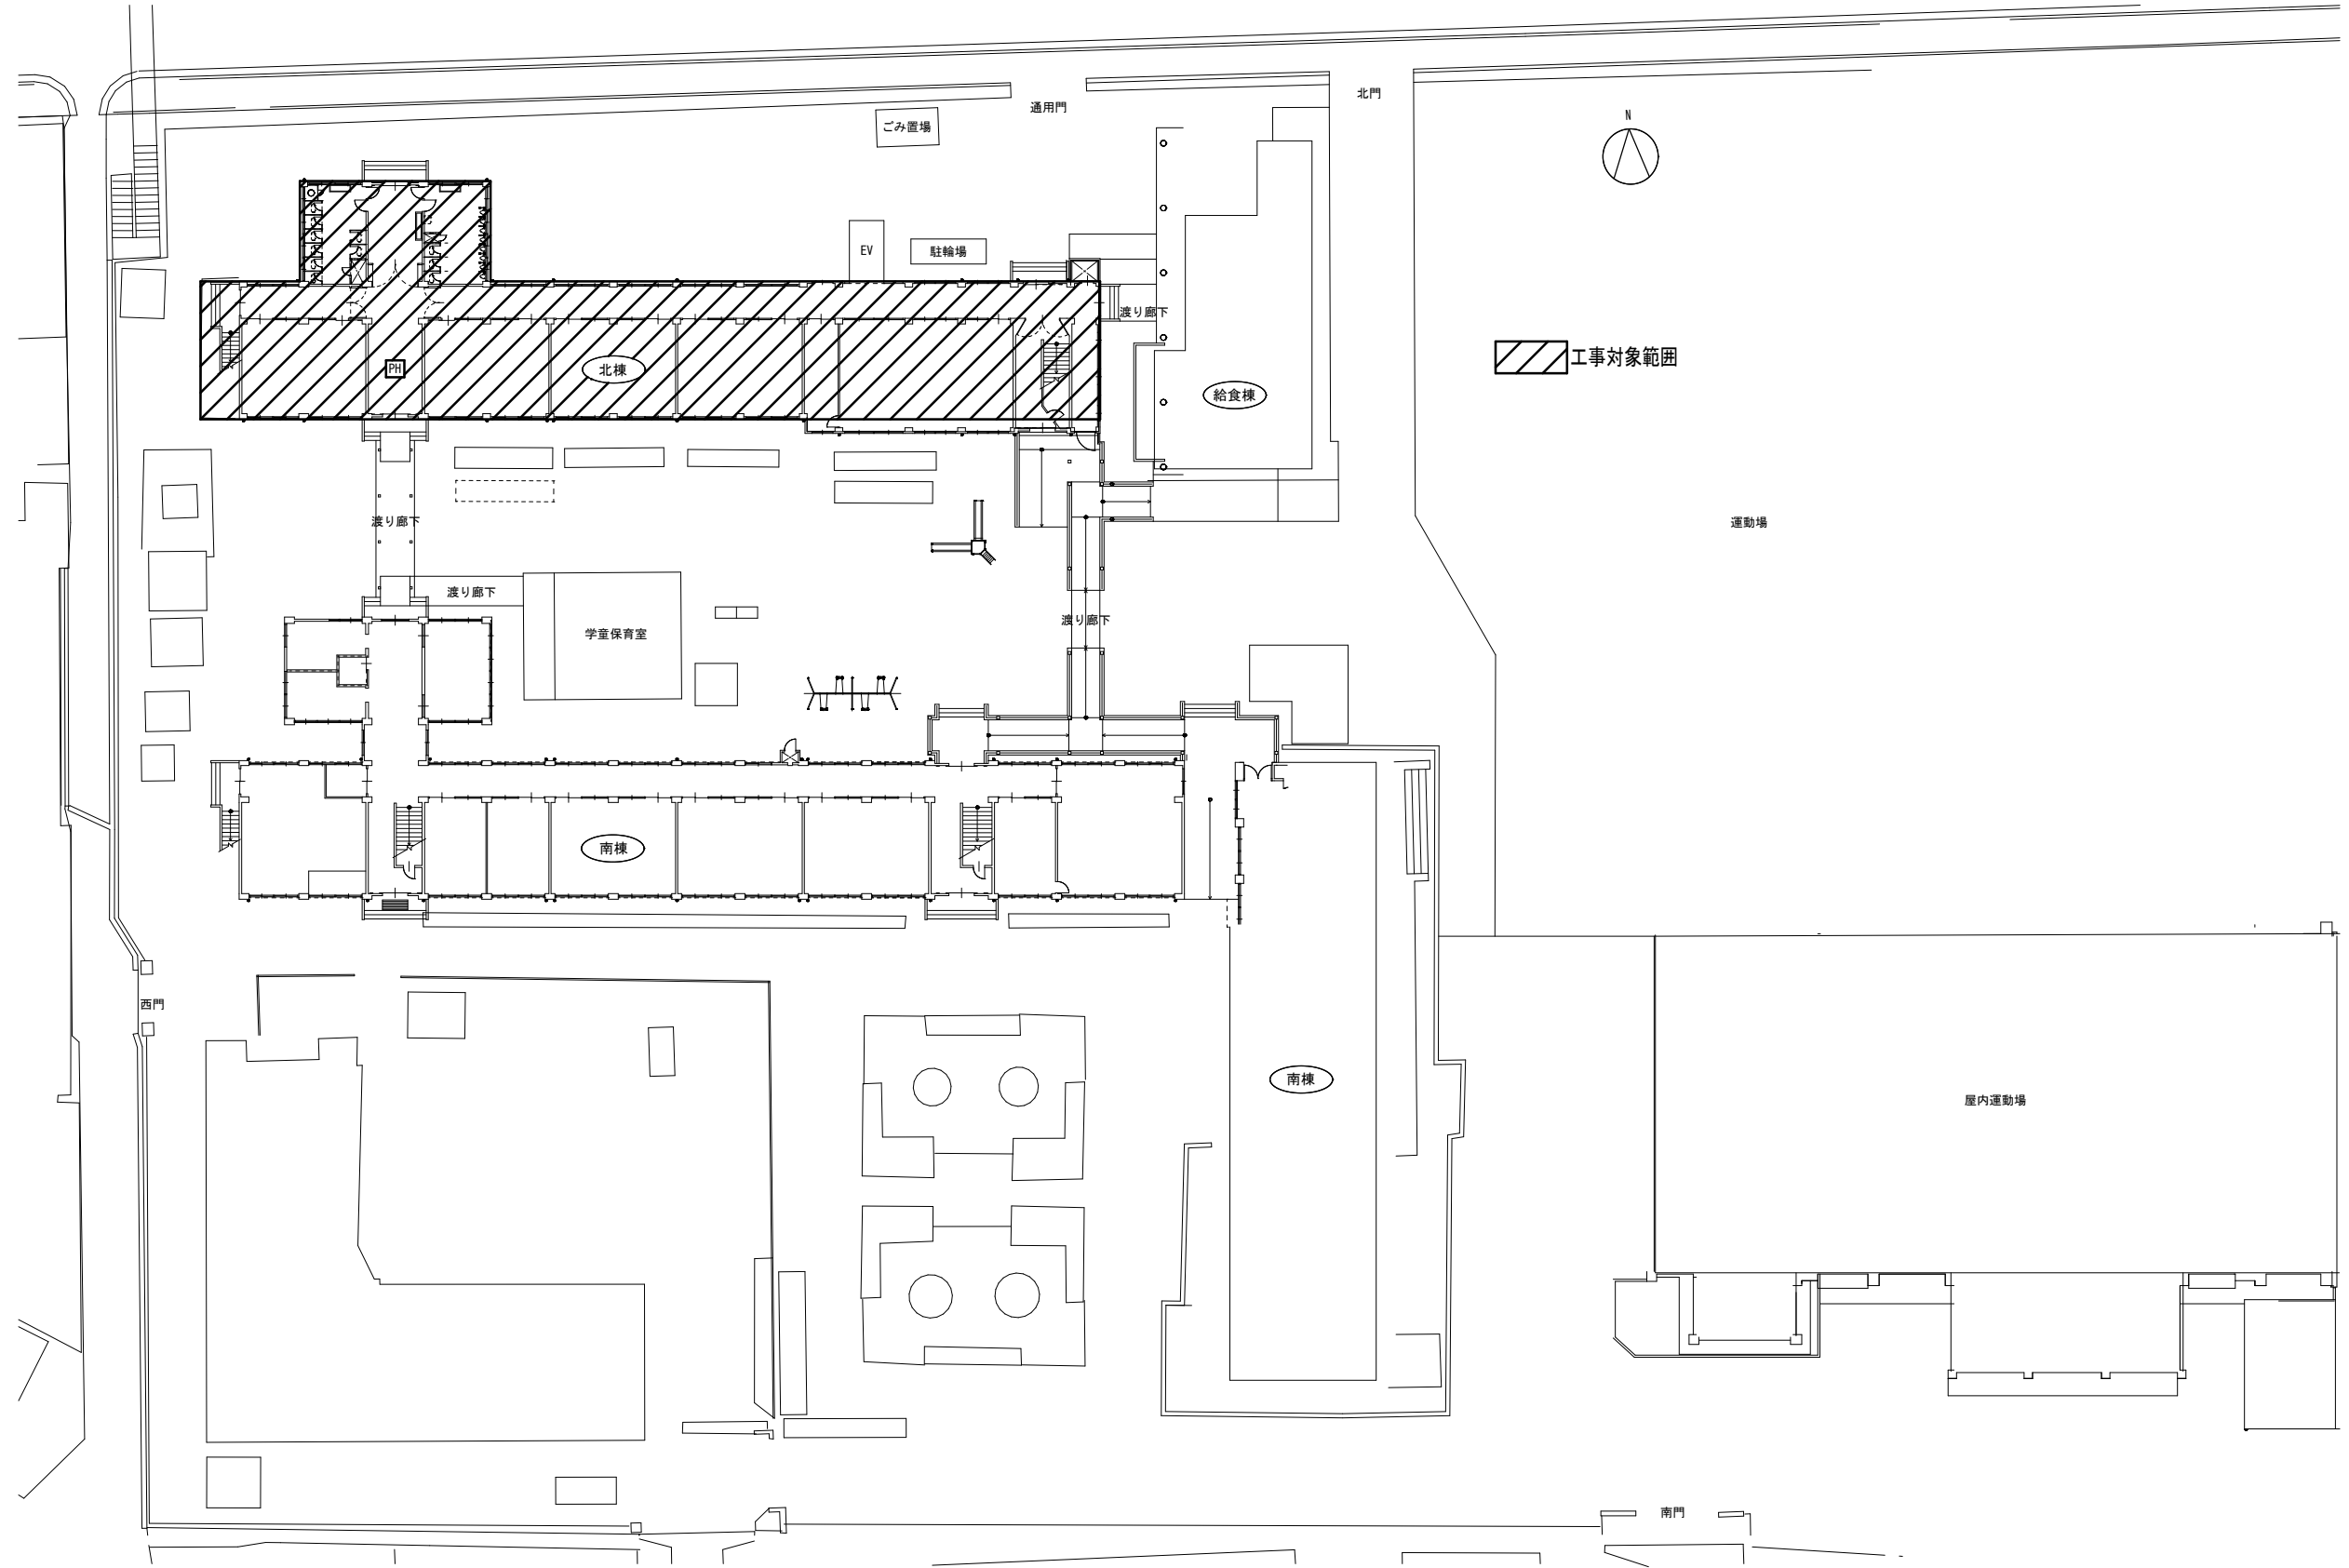 北門
通用門
N
ごみ置場
EV
駐輪場
渡り廊下
工事対象範囲
PH
北棟
給食棟
渡り廊下
運動場
渡り廊下
学童保育室
渡り廊下
南棟
西門
南棟
屋内運動場
南門